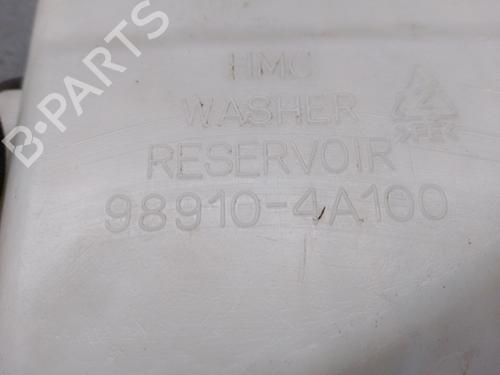 HMC
WASHER
RESERVOIR
98910-4A100
>PE<
B-PARTS